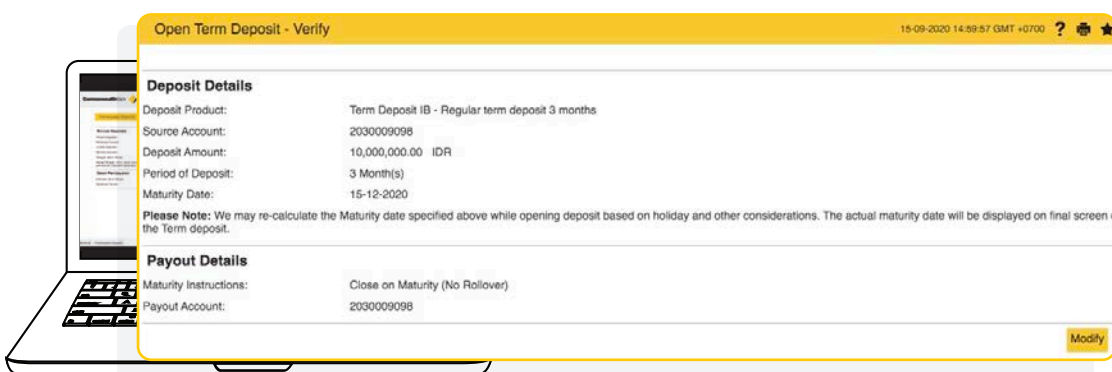 Open Term Deposit - Verify
15-09-2020 14:59:57 GMT +0700 ?
Deposit Details
Deposit Product: Term Deposit IB - Regular term deposit 3 months
Source Account: 2030009098
Deposit Amount: 10,000,000.00 IDR
Period of Deposit: 3 Month(s)
Maturity Date: 15-12-2020
Please Note: We may re-calculate the Maturity date specified above while opening deposit based on holiday and other considerations. The actual maturity date will be displayed on final screen
the Term deposit.
Payout Details
Maturity Instructions: Close on Maturity (No Rollover)
Payout Account: 2030009098
Modify